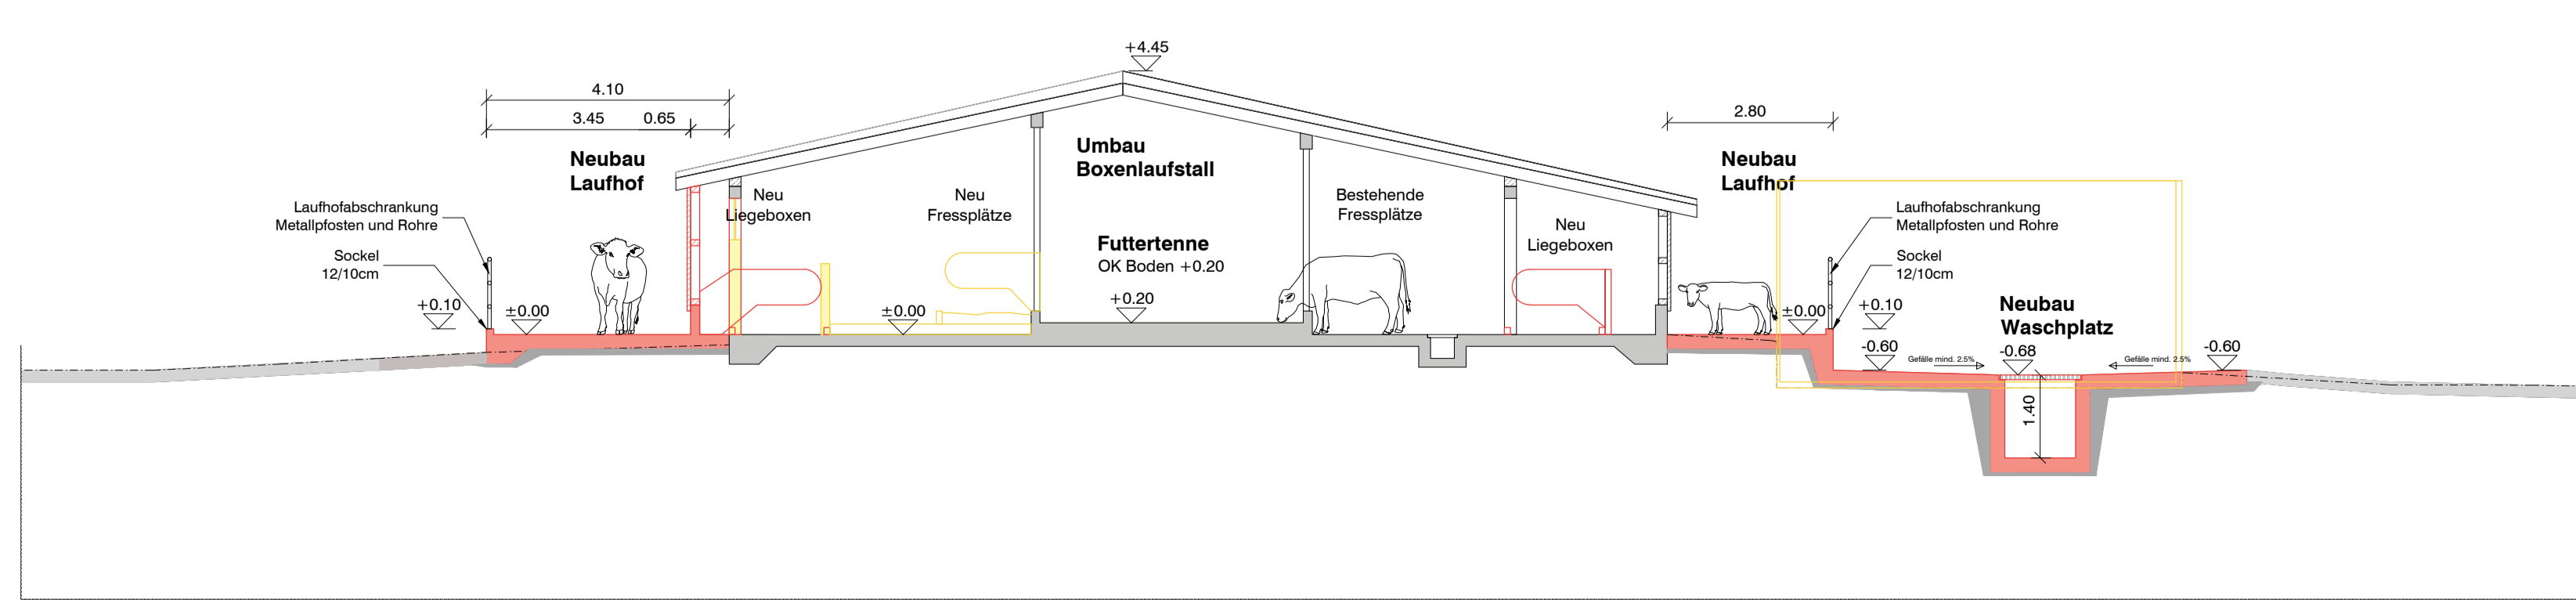 +4.45
4.10
3.45 0.65
2.80
Neubau
Laufhof
Umbau
Boxenlaufstall
Neubau
Laufhof
Laufhofabschrankung
Metallpfosten und Rohre
Sockel
12/10cm
+0.10
±0.00
Neu
Liegeboxen
Neu
Fressplätze
±0.00
Futtertenne
OK Boden +0.20
+0.20
Bestehende
Fressplätze
Neu
Liegeboxen
Laufhofabschrankung
Metallpfosten und Rohre
Sockel
12/10cm
±0.00
+0.10
-0.60
Neubau
Waschplatz
Gefälle mind. 2.5%
-0.68
Gefälle mind. 2.5%
-0.60
1.40